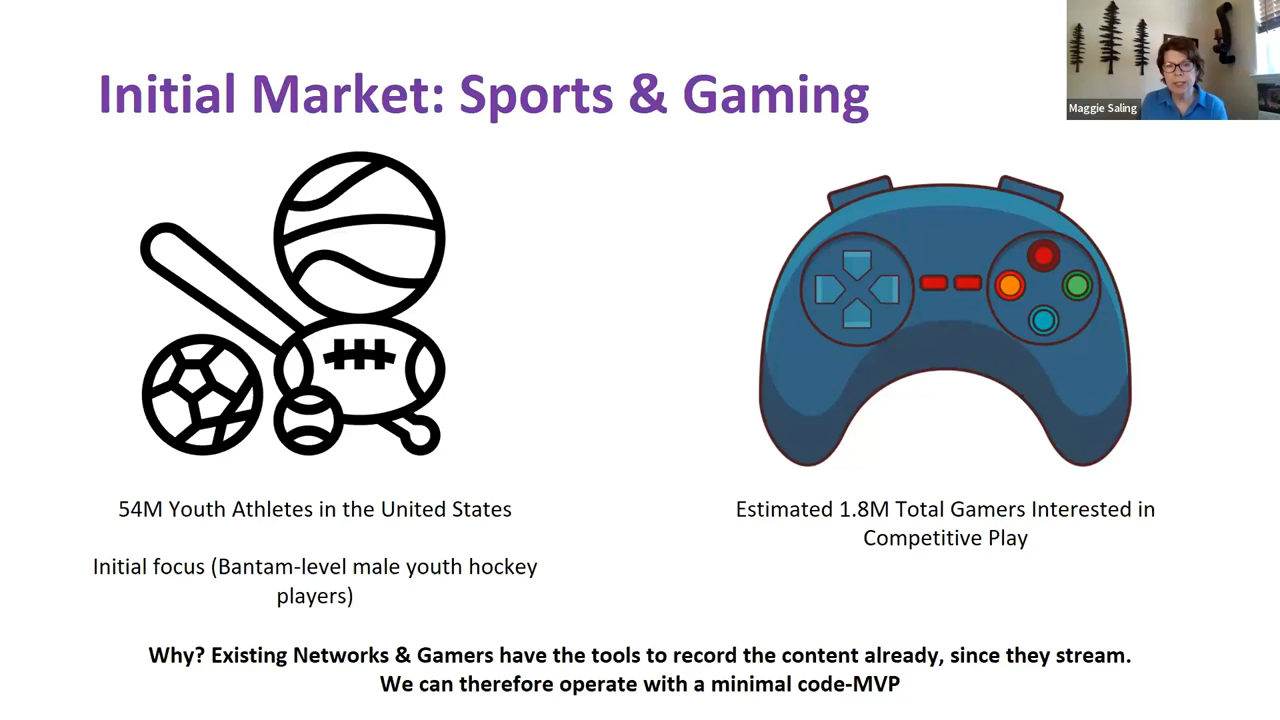 Initial Market: Sports & Gaming
Maggie Saling
54M Youth Athletes in the United States
Initial focus (Bantam-level male youth hockey
players)
Estimated 1.8M Total Gamers Interested in
Competitive Play
Why? Existing Networks & Gamers have the tools to record the content already, since they stream.
We can therefore operate with a minimal code-MVP